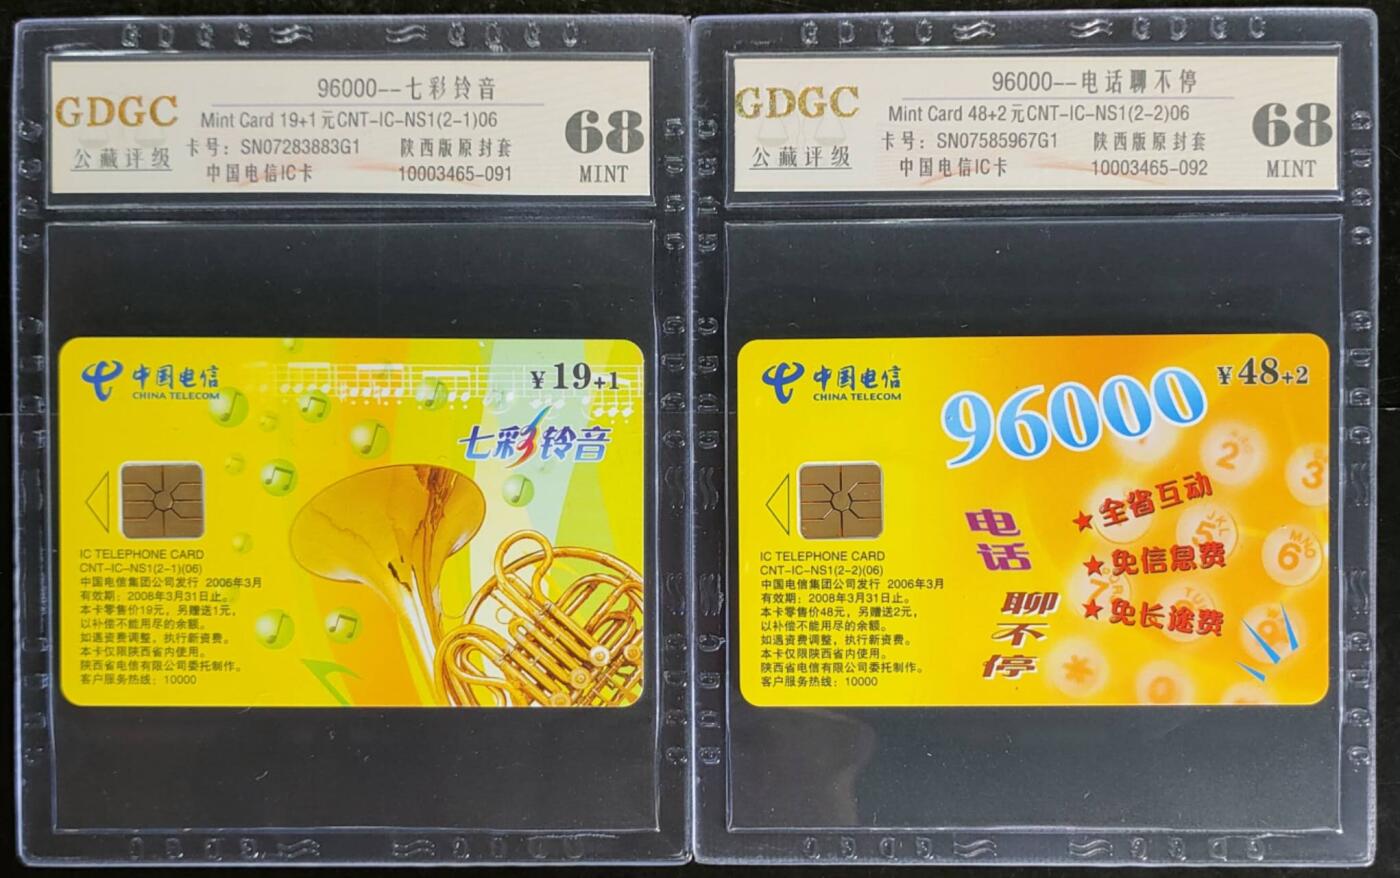 GDGC
公藏评级
96000--七彩铃音
Mint Card 19+1元CNT-IC-NS1(2-1)06
卡号：SN07283883G1 陕西版原封套
中国电信IC卡 10003465-091
68
MINT
中国电信
CHINA TELECOM
¥19+1
七彩铃音
IC TELEPHONE CARD
CNT-IC-NS1(2-1)(06)
中国电信集团公司发行 2006年3月
有效期：2008年3月31日止。
本卡零售价19元，另赠送1元，
以补偿不能用尽的余额。
如遇资费调整，执行新资费。
本卡仅限陕西省内使用。
陕西省电信有限公司委托制作。
客户服务热线：10000
GDGC
公藏评级
96000--电话聊不停
Mint Card 48+2元CNT-IC-NS1(2-2)06
卡号：SN07585967G1 陕西版原封套
中国电信IC卡 10003465-092
68
MINT
中国电信
CHINA TELECOM
¥48+2
96000
电话
聊不停
★全省互动
★免信息费
★免长途费
2
3
5
JKL
6
MNO
7
*
0
IC TELEPHONE CARD
CNT-IC-NS1(2-2)(06)
中国电信集团公司发行 2006年3月
有效期：2008年3月31日止。
本卡零售价48元，另赠送2元，
以补偿不能用尽的余额。
如遇资费调整，执行新资费。
本卡仅限陕西省内使用。
陕西省电信有限公司委托制作。
客户服务热线：10000